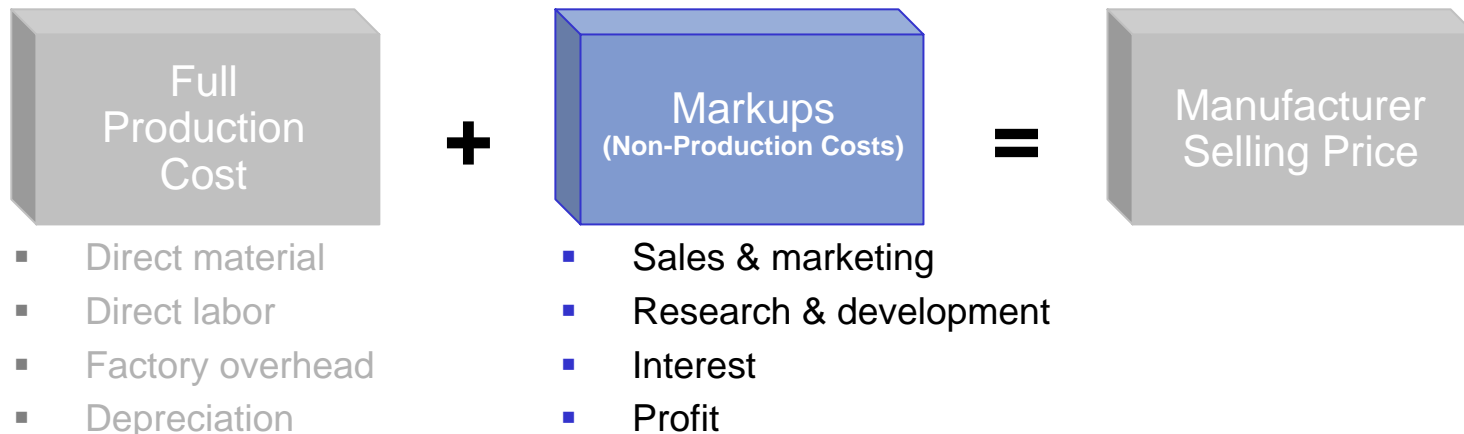 Full
Production
Cost
+
Markups
(Non-Production Costs)
=
Manufacturer
Selling Price
▪ Direct material
▪ Direct labor
▪ Factory overhead
▪ Depreciation
▪ Sales & marketing
▪ Research & development
▪ Interest
▪ Profit